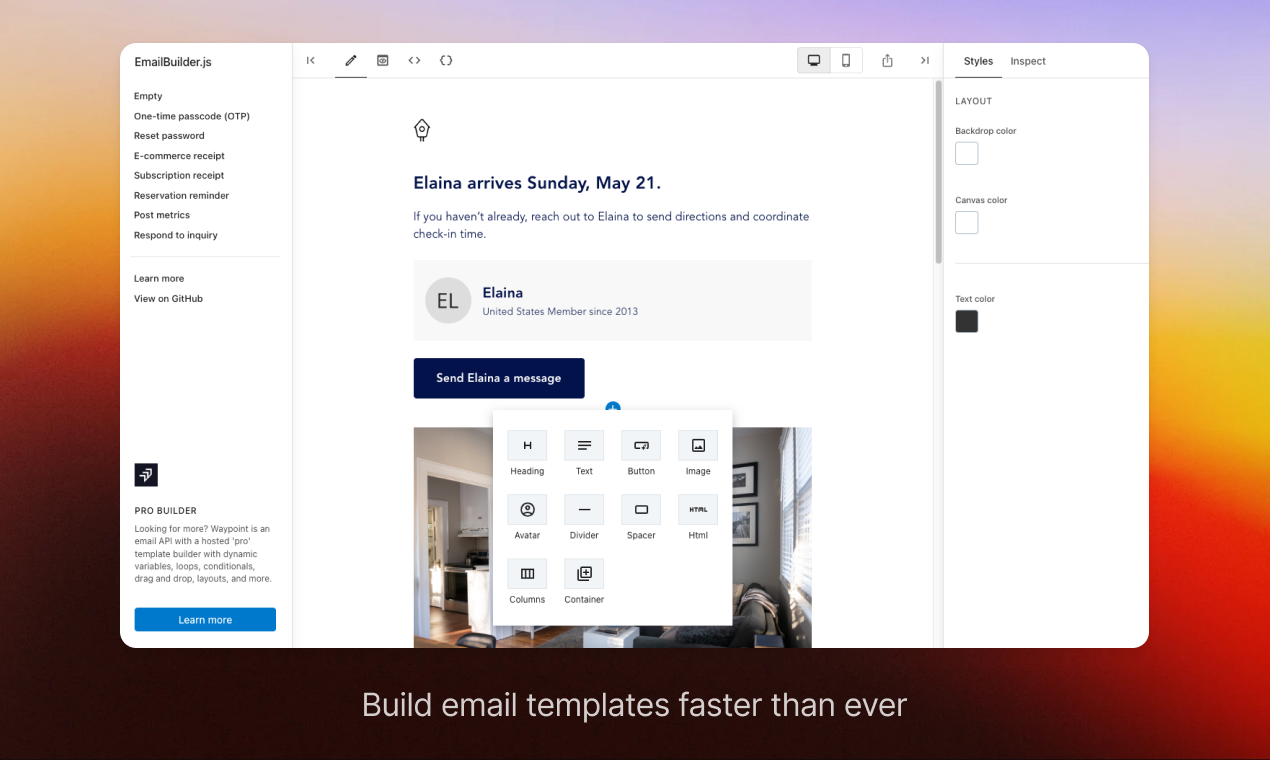 EmailBuilder.js
Empty
One-time passcode (OTP)
Reset password
E-commerce receipt
Subscription receipt
Reservation reminder
Post metrics
Respond to inquiry
Learn more
View on GitHub
PRO BUILDER
Looking for more? Waypoint is an
email API with a hosted 'pro'
template builder with dynamic
variables, loops, conditionals,
drag and drop, layouts, and more.
Learn more
Elaina arrives Sunday, May 21.
If you haven’t already, reach out to Elaina to send directions and coordinate
check-in time.
EL
Elaina
United States Member since 2013
Send Elaina a message
H
Heading Text Button Image
HTML
Avatar Divider Spacer Html
Columns Container
Styles Inspect
LAYOUT
Backdrop color
Canvas color
Text color
Build email templates faster than ever